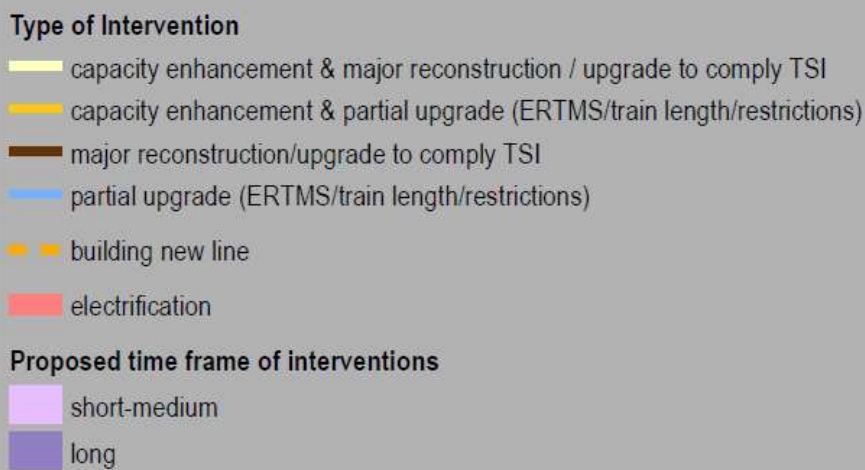 Type of Intervention
capacity enhancement & major reconstruction / upgrade to comply TSI
capacity enhancement & partial upgrade (ERTMS/train length/restrictions)
major reconstruction/upgrade to comply TSI
partial upgrade (ERTMS/train length/restrictions)
building new line
electrification
Proposed time frame of interventions
short-medium
long